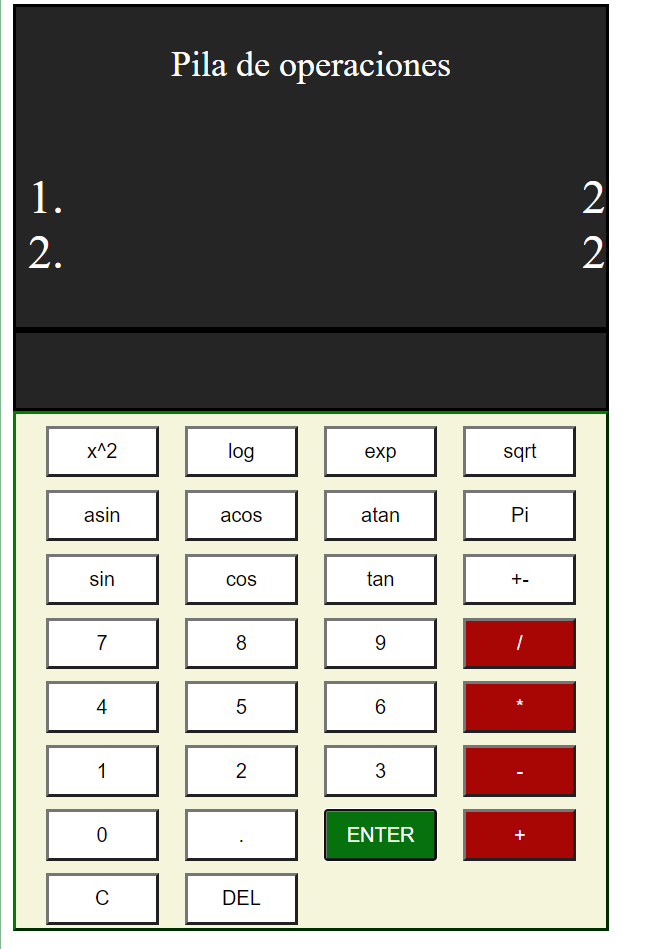 Pila de operaciones
1. 2
2. 2
x^2 log exp sqrt
asin acos atan Pi
sin cos tan +-
7 8 9 /
4 5 6 *
1 2 3 -
0 . ENTER +
C DEL